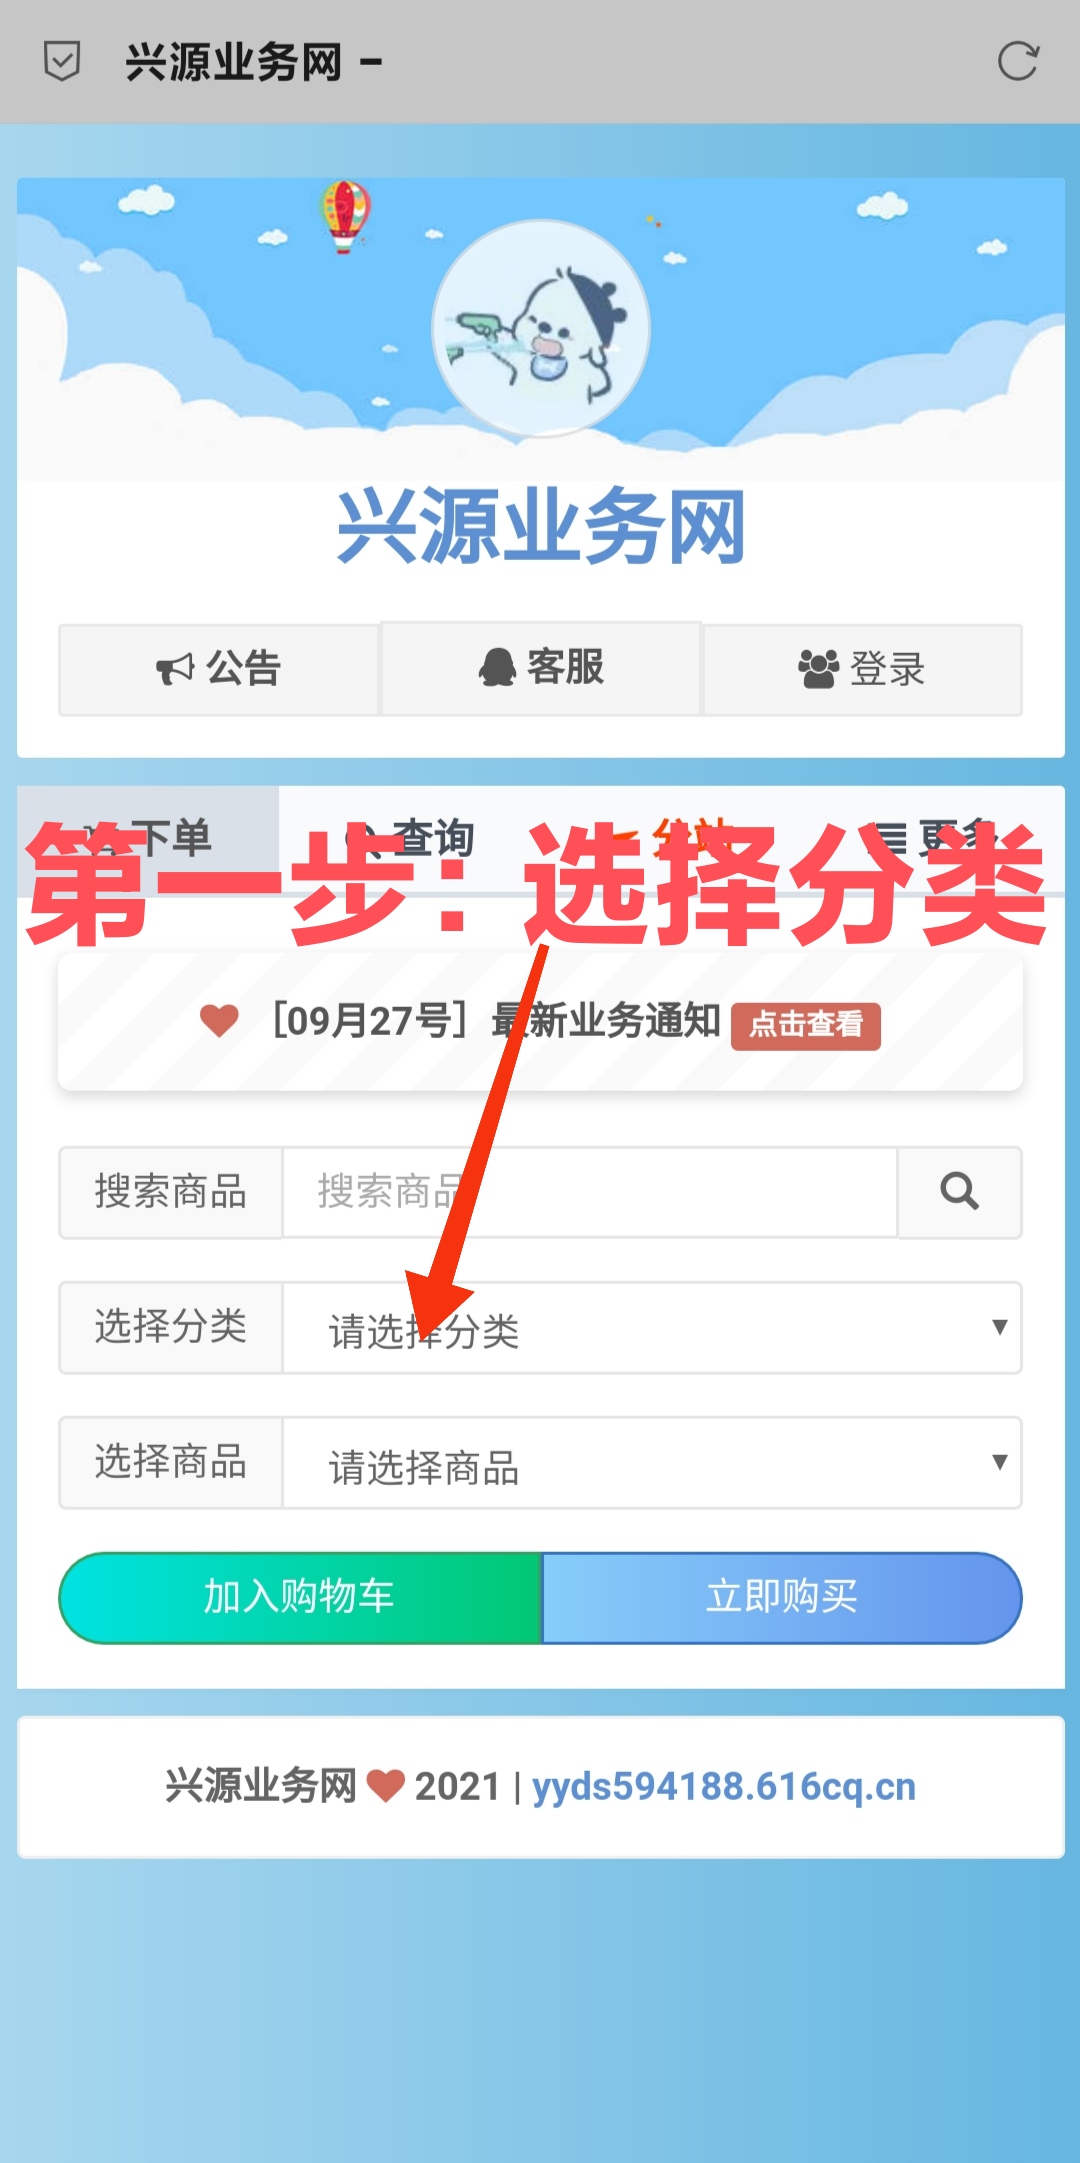 兴源业务网 –
兴源业务网
公告 客服 登录
下单 查询 分站 更多
第一步：选择分类
[09月27号] 最新业务通知 点击查看
搜索商品 搜索商品
选择分类 请选择分类
选择商品 请选择商品
加入购物车 立即购买
兴源业务网 2021 | yyds594188.616cq.cn